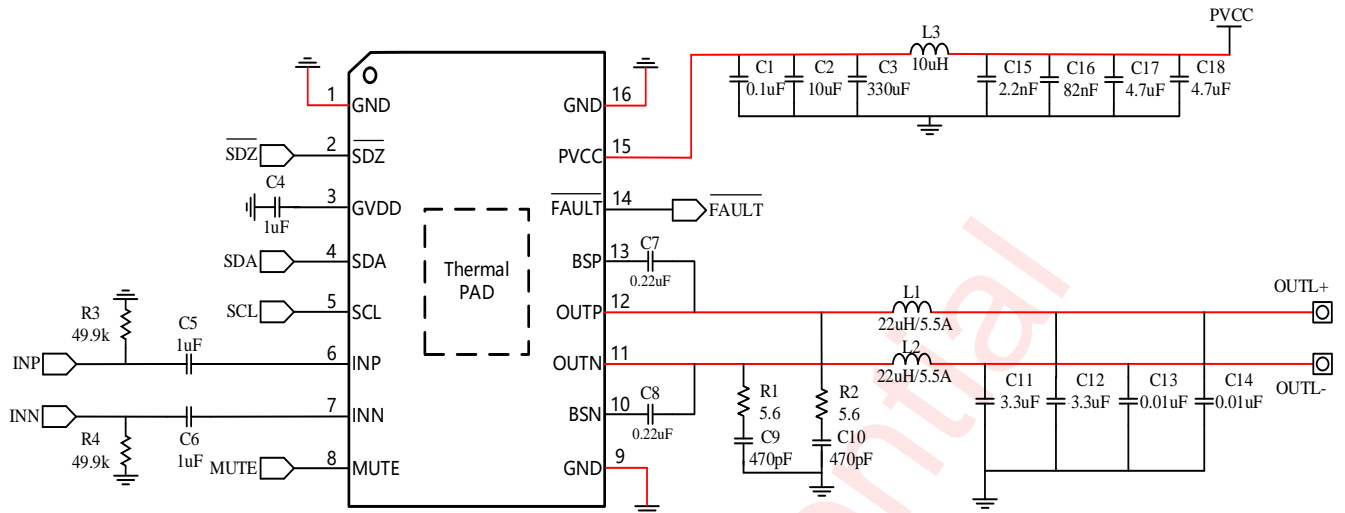 PVCC
L3
10uH
C1
0.1uF
C2
10uF
C3
330uF
C15
2.2nF
C16
82nF
C17
4.7uF
C18
4.7uF
1
GND
16
GND
SDZ
2
SDZ
15
PVCC
C4
1uF
3
GVDD
14
FAULT
FAULT
SDA
4
SDA
13
BSP
C7
0.22uF
Thermal
PAD
SCL
5
SCL
12
OUTP
L1
22uH/5.5A
OUTL+
R3
49.9k
C5
1uF
INP
6
INP
11
OUTN
L2
22uH/5.5A
OUTL-
INN
7
INN
10
BSN
C8
0.22uF
R4
49.9k
C6
1uF
R1
5.6
R2
5.6
C9
470pF
C10
470pF
C11
3.3uF
C12
3.3uF
C13
0.01uF
C14
0.01uF
MUTE
8
MUTE
9
GND
ential